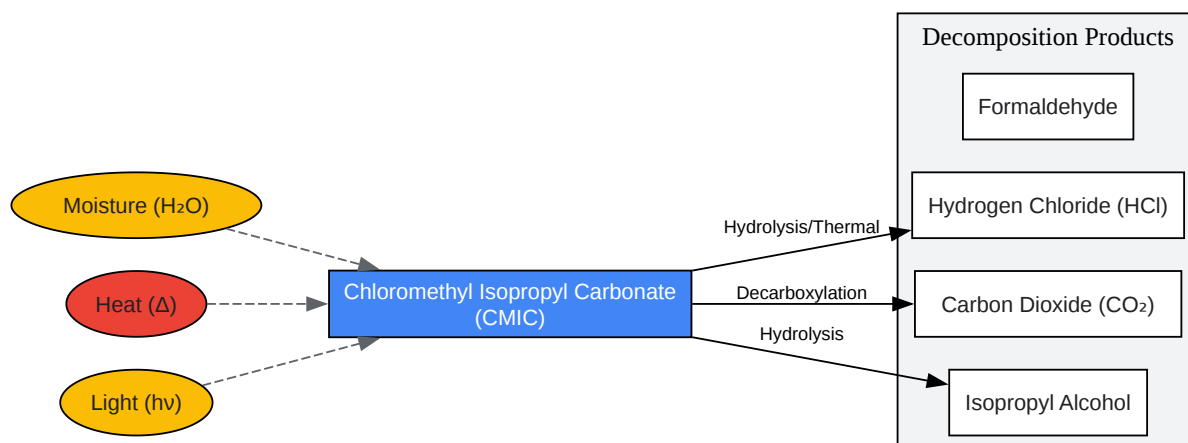 Decomposition Products
Formaldehyde
Moisture (H₂O)
Hydrolysis/Thermal
Hydrogen Chloride (HCl)
Heat (Δ)
Chloromethyl Isopropyl Carbonate
(CMIC)
Decarboxylation
Carbon Dioxide (CO₂)
Hydrolysis
Light (hν)
Isopropyl Alcohol